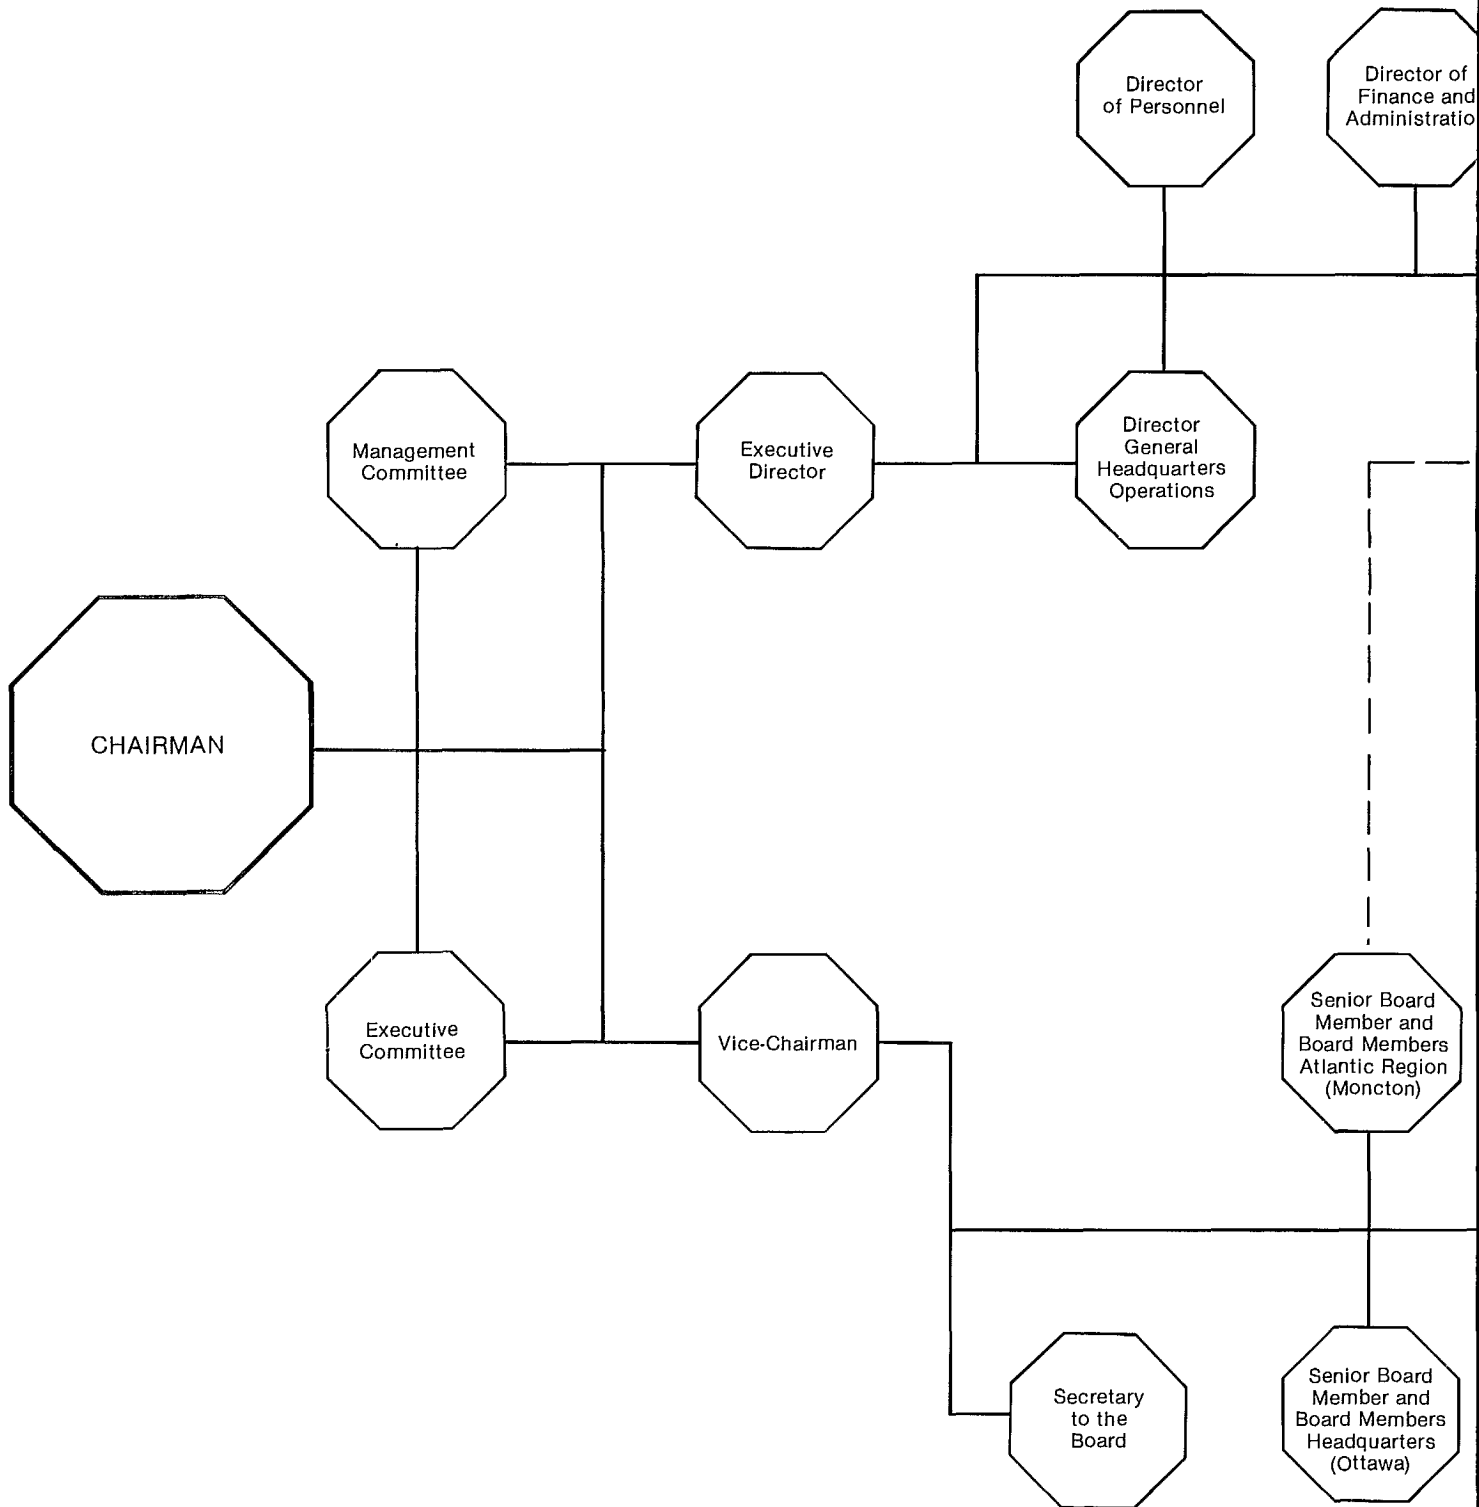 Director
of Personnel
Director of
Finance and
Administratio
Management
Committee
Executive
Director
Director
General
Headquarters
Operations
CHAIRMAN
Executive
Committee
Vice-Chairman
Senior Board
Member and
Board Members
Atlantic Region
(Moncton)
Secretary
to the
Board
Senior Board
Member and
Board Members
Headquarters
(Ottawa)